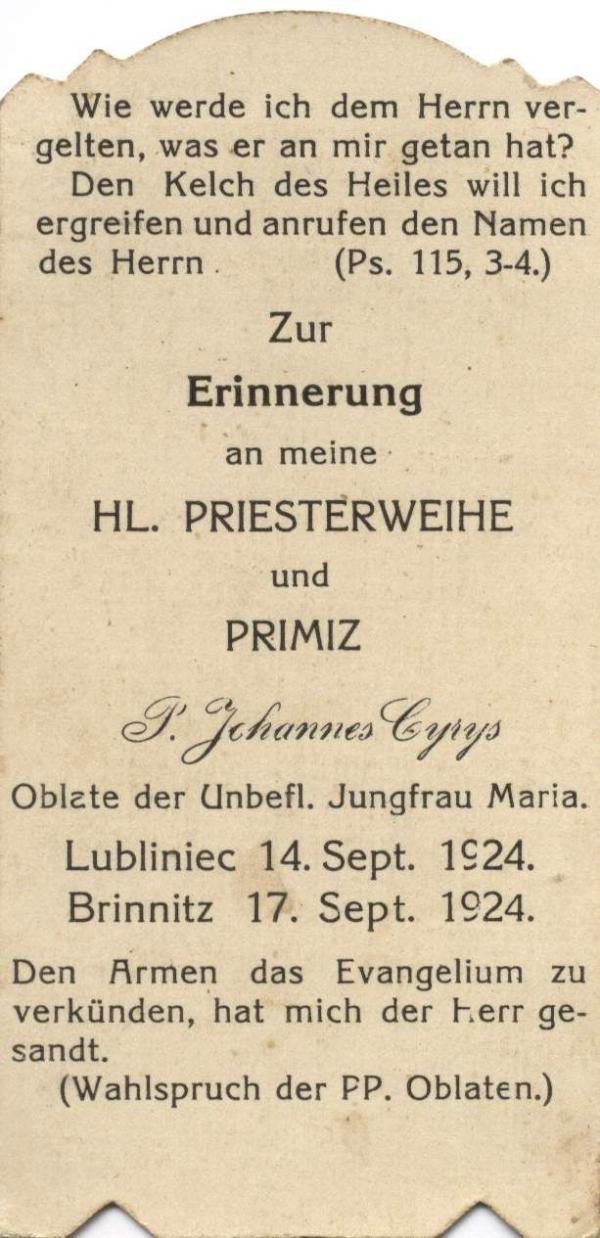 Wie werde ich dem Herrn ver-
gelten, was er an mir getan hat?
Den Kelch des Heiles will ich
ergreifen und anrufen den Namen
des Herrn. (Ps. 115, 3-4.)
Zur
Erinnerung
an meine
HL. PRIESTERWEIHE
und
PRIMIZ
P. Johannes Cyrys
Oblate der Unbefl. Jungfrau Maria.
Lubliniec 14. Sept. 1924.
Brinnitz 17. Sept. 1924.
Den Armen das Evangelium zu
verkünden, hat mich der Herr ge-
sandt.
(Wahlspruch der PP. Oblaten.)